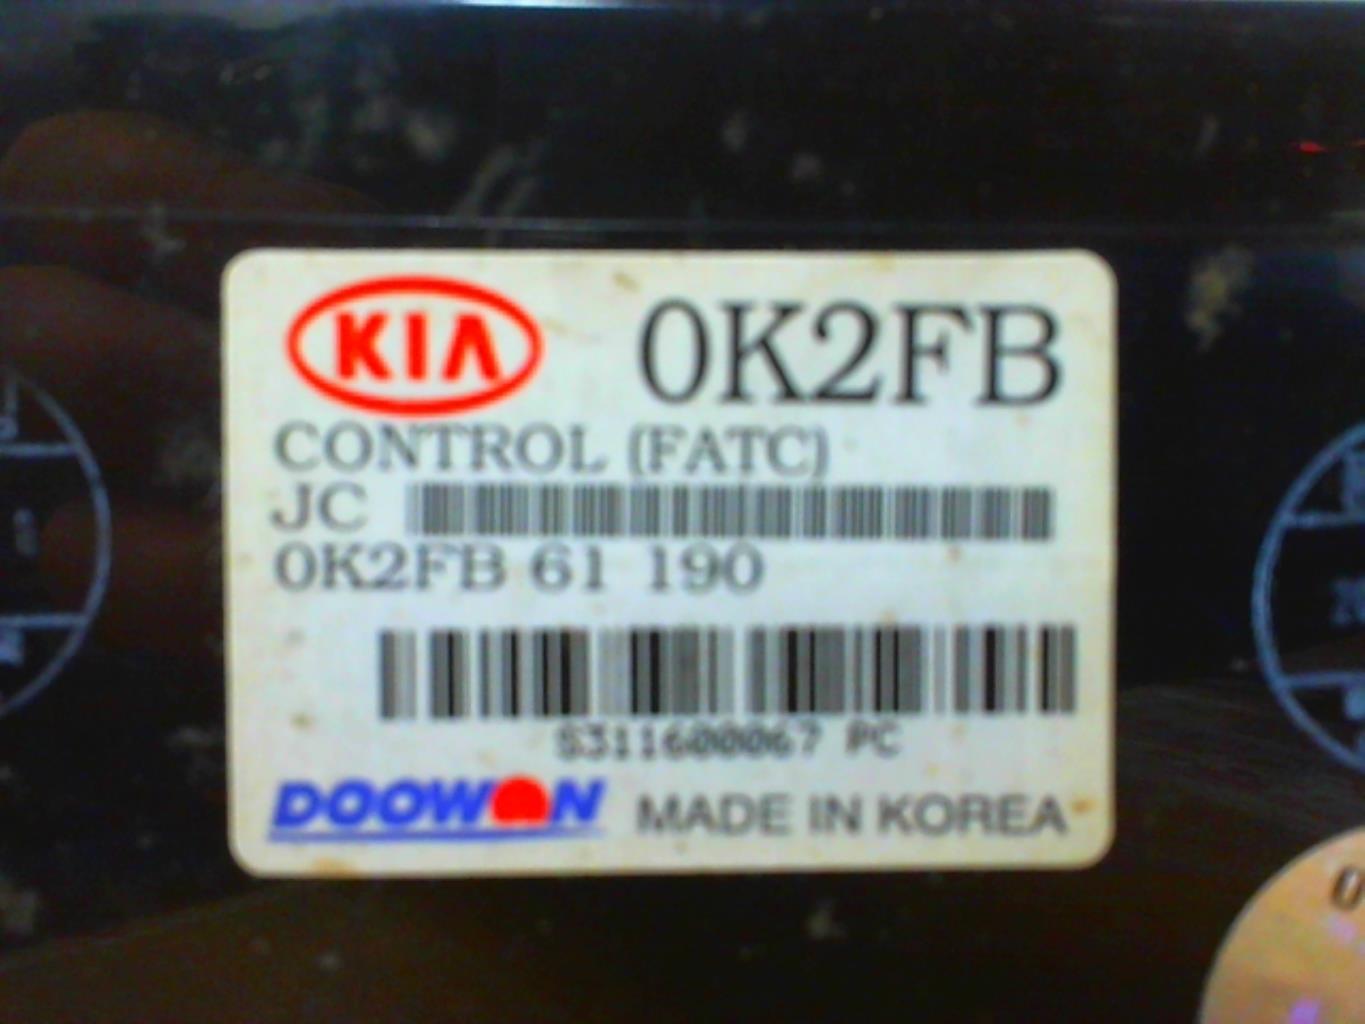 KIA 0K2FB
CONTROL (FATC)
JC
0K2FB 61 190
S311600067 PC
DOOWON MADE IN KOREA